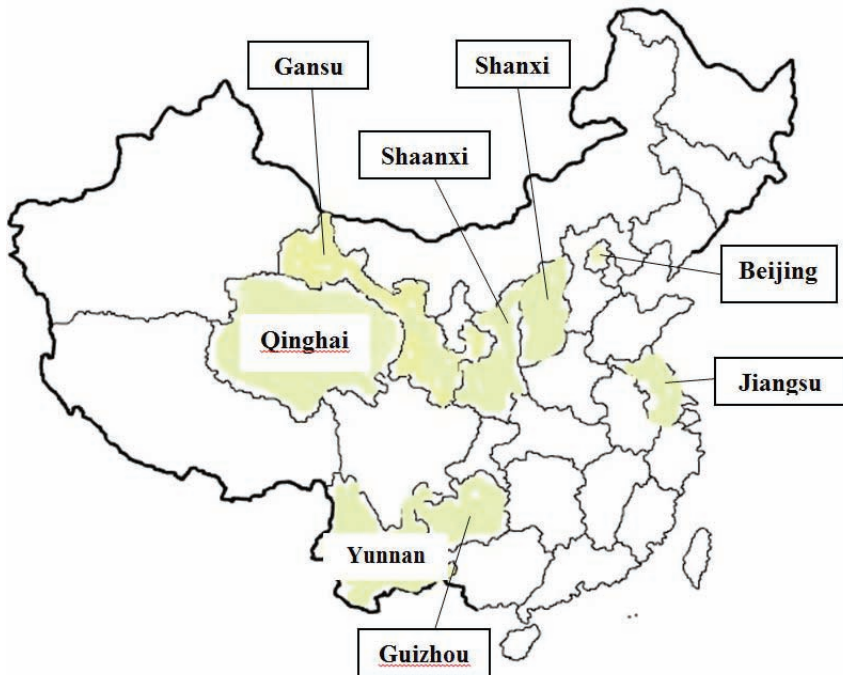 Gansu
Shanxi
Shaanxi
Beijing
Qinghai
Jiangsu
Yunnan
Guizhou